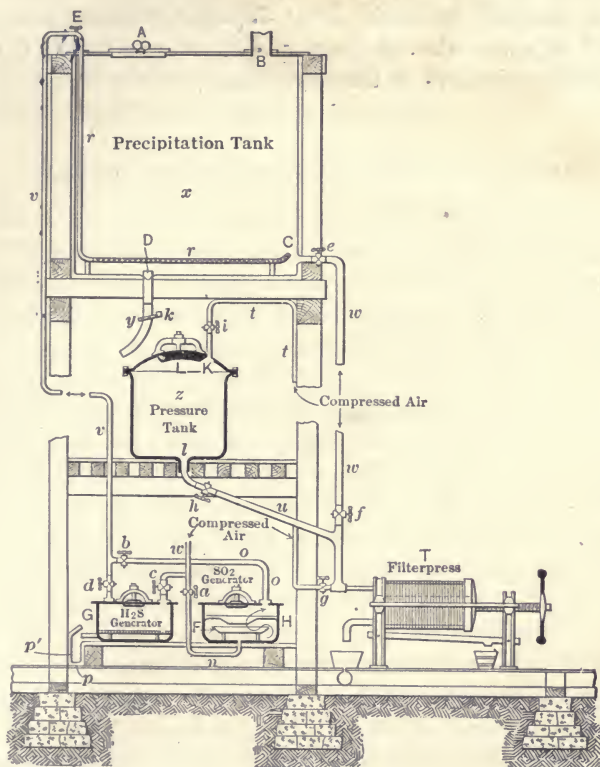 E
A
B
r
Precipitation Tank
v
x
D
r
C
e
y
k
i
t
w
t
L
K
z
Pressure
Tank
Compressed Air
v
l
w
h
u
Compressed
Air
f
w
T
Filterpress
b
o
SO2
Generator
o
d
c
a
g
G
H2S
Generator
F
H
p'
n
p